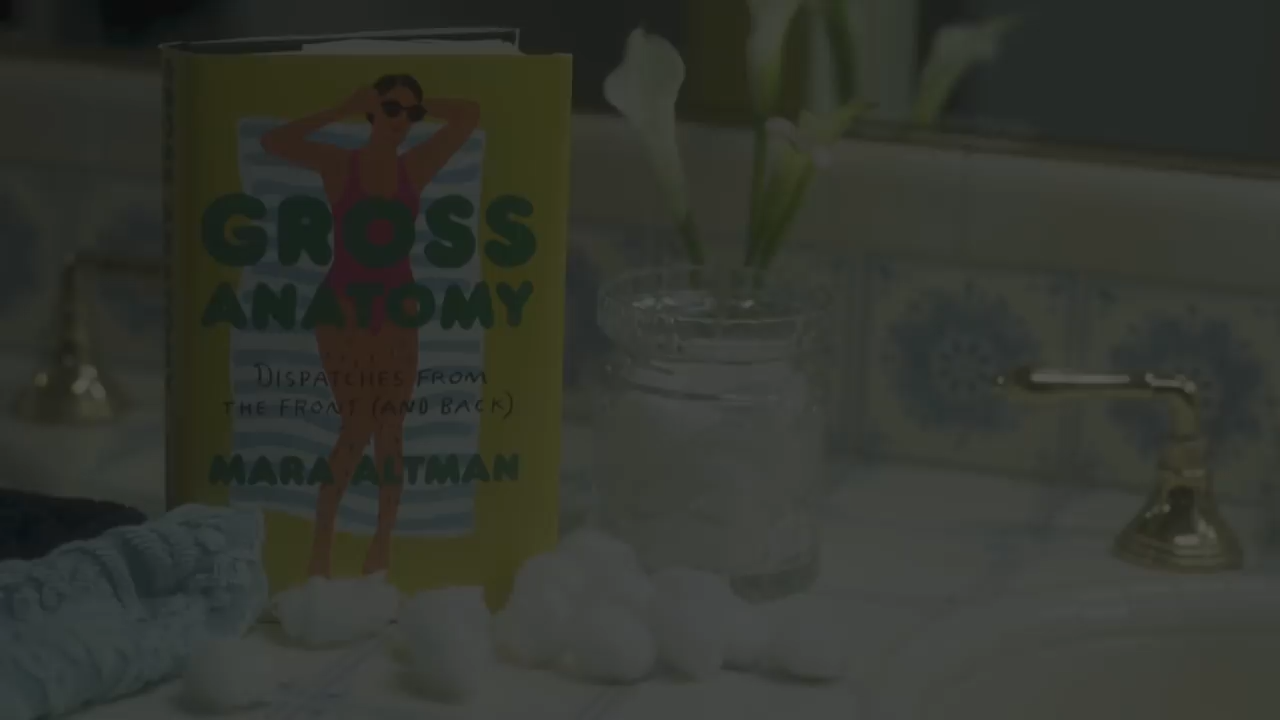 GROSS
ANATOMY
DISPATCHES FROM
THE FRONT (AND BACK)
MARA ALTMAN